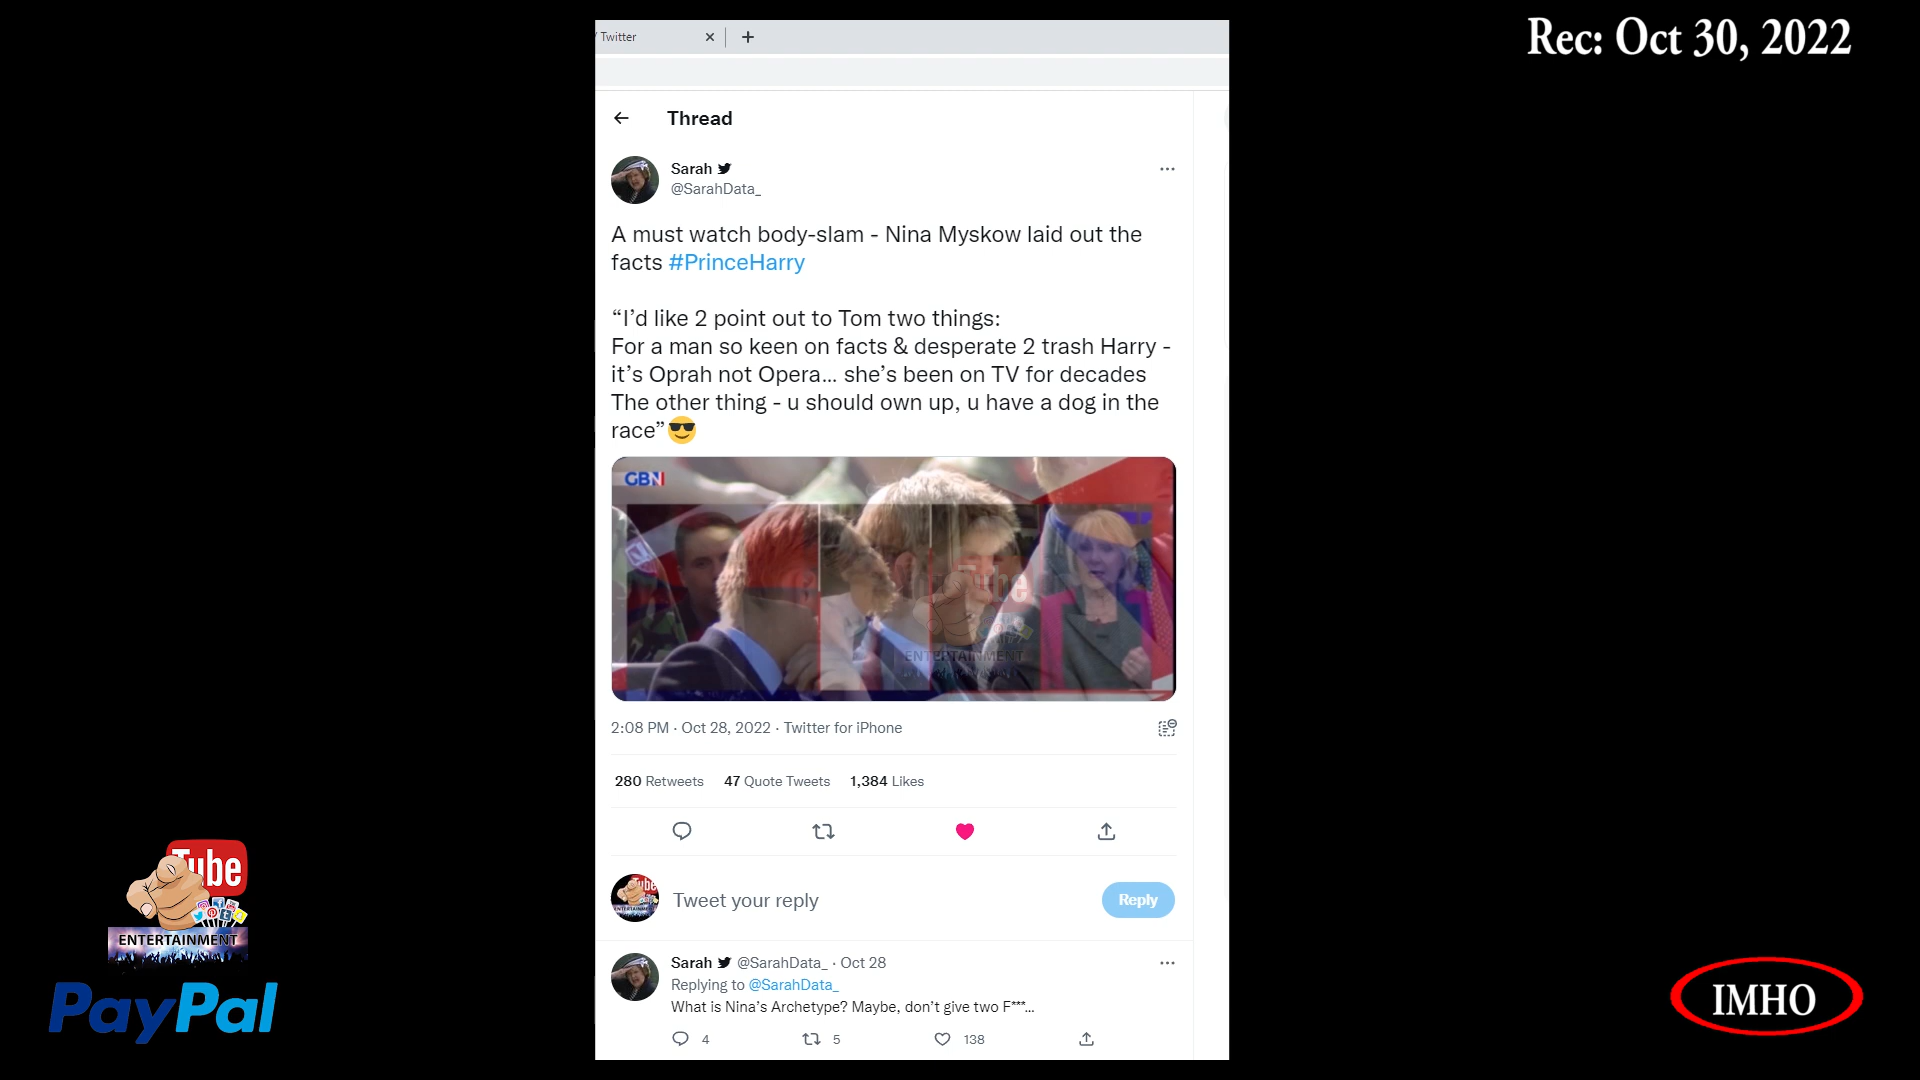 / Twitter
Rec: Oct 30, 2022
Thread
Sarah
@SarahData_
A must watch body-slam - Nina Myskow laid out the
facts #PrinceHarry
“I’d like 2 point out to Tom two things:
For a man so keen on facts & desperate 2 trash Harry -
it’s Oprah not Opera... she’s been on TV for decades
The other thing - u should own up, u have a dog in the
race”
GBN
Tube
ENTERTAINMENT
2:08 PM · Oct 28, 2022 · Twitter for iPhone
280 Retweets 47 Quote Tweets 1,384 Likes
Tweet your reply
Reply
Sarah @SarahData_ · Oct 28
Replying to @SarahData_
What is Nina’s Archetype? Maybe, don’t give two F***...
4 5 138
Tube
ENTERTAINMENT
PayPal
IMHO